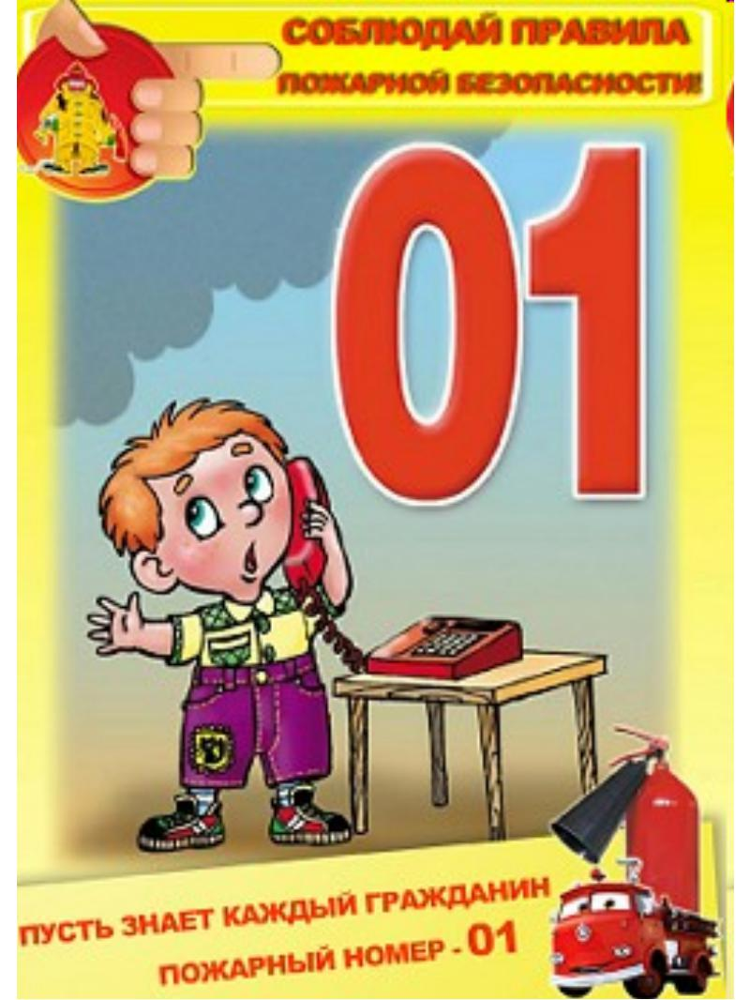 СОБЛЮДАЙ ПРАВИЛА
ПОЖАРНОЙ БЕЗОПАСНОСТИ!
01
ПУСТЬ ЗНАЕТ КАЖДЫЙ ГРАЖДАНИН
ПОЖАРНЫЙ НОМЕР - 01